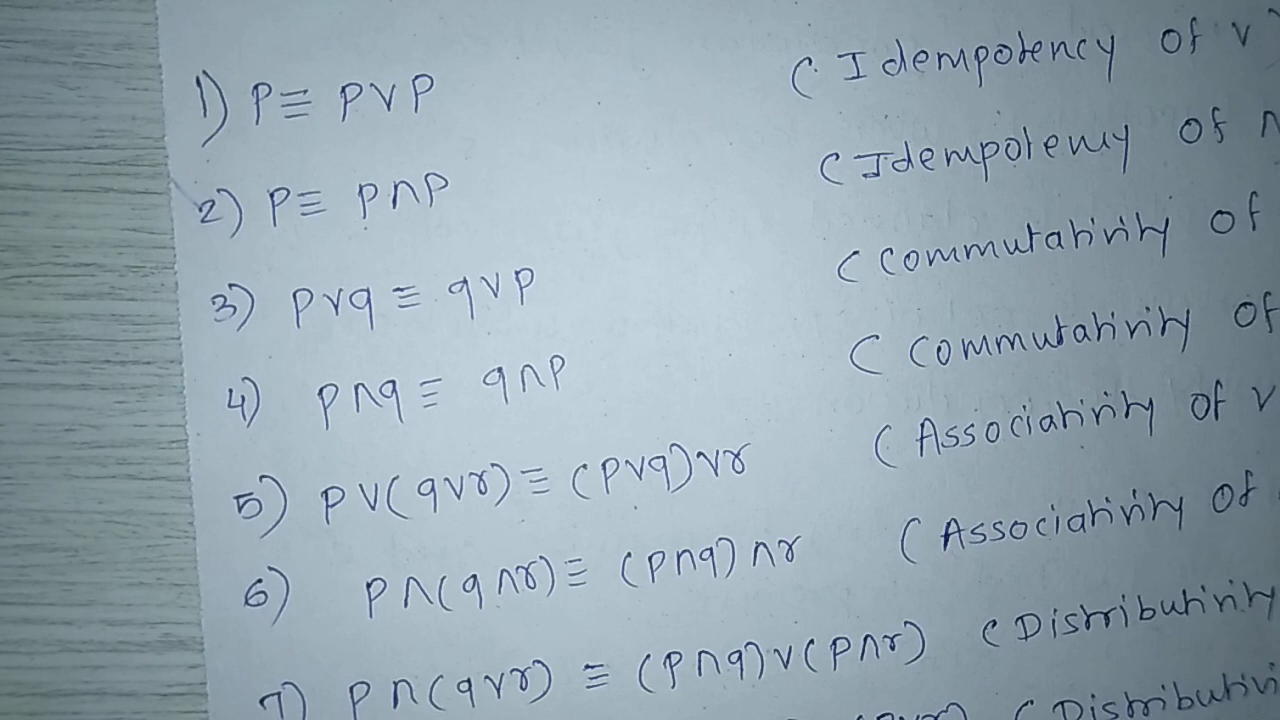 1) P ≡ P∨P (Idempotency of ∨)
2) P ≡ P∧P (Idempotency of ∧
3) P∨q ≡ q∨P (Commutativity of
4) P∧q ≡ q∧P (Commutativity of
5) P∨(q∨r) ≡ (P∨q)∨r (Associativity of ∨
6) P∧(q∧r) ≡ (P∧q)∧r (Associativity of
7) P∧(q∨r) ≡ (P∧q)∨(P∧r) (Distributivity
(Distributivi